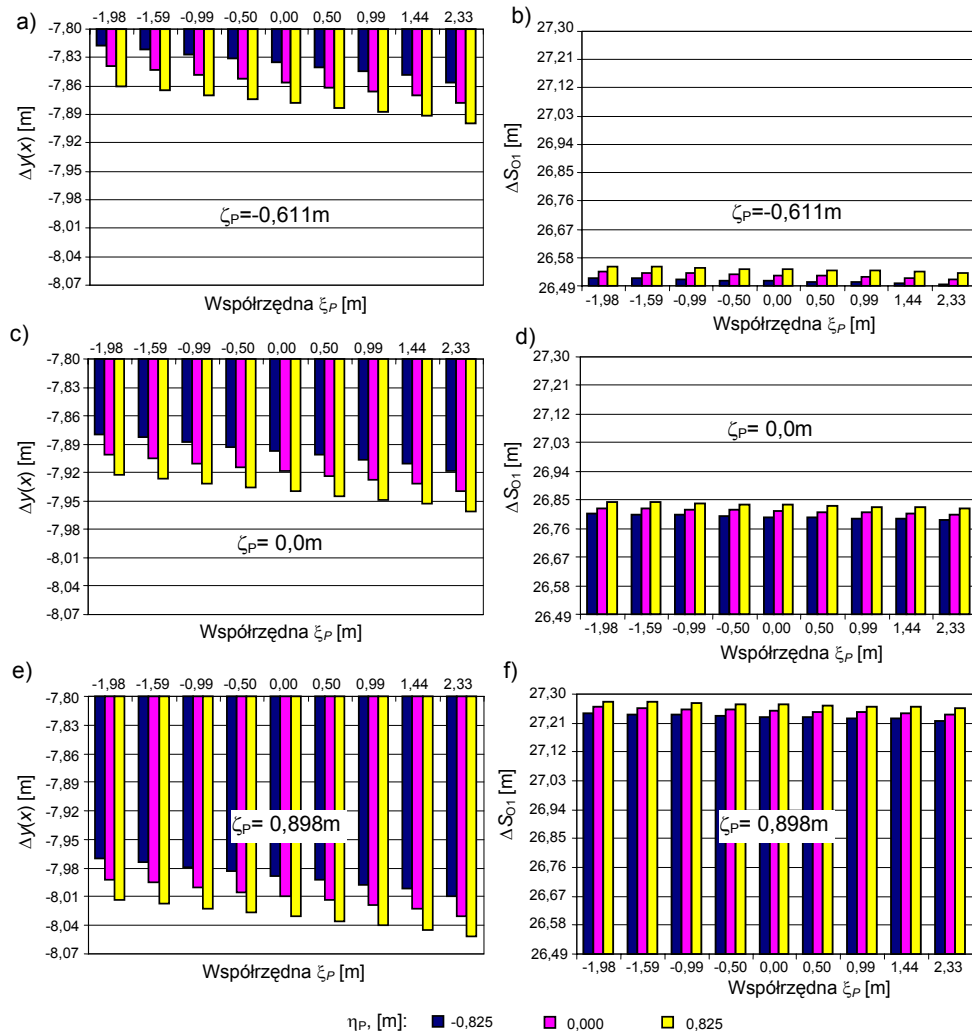 a)
-1,98 -1,59 -0,99 -0,50 0,00 0,50 0,99 1,44 2,33
-7,80
-7,83
-7,86
-7,89
-7,92
-7,95
-7,98
-8,01
-8,04
-8,07
Δy(x) [m]
ζP=-0,611m
Współrzędna ξP [m]
b)
27,30
27,21
27,12
27,03
26,94
26,85
26,76
26,67
26,58
26,49
ΔSO1 [m]
ζP=-0,611m
-1,98 -1,59 -0,99 -0,50 0,00 0,50 0,99 1,44 2,33
Współrzędna ξP [m]
c)
-1,98 -1,59 -0,99 -0,50 0,00 0,50 0,99 1,44 2,33
-7,80
-7,83
-7,86
-7,89
-7,92
-7,95
-7,98
-8,01
-8,04
-8,07
Δy(x) [m]
ζP= 0,0m
Współrzędna ξP [m]
d)
27,30
27,21
27,12
27,03
26,94
26,85
26,76
26,67
26,58
26,49
ΔSO1 [m]
ζP= 0,0m
-1,98 -1,59 -0,99 -0,50 0,00 0,50 0,99 1,44 2,33
Współrzędna ξP [m]
e)
-1,98 -1,59 -0,99 -0,50 0,00 0,50 0,99 1,44 2,33
-7,80
-7,83
-7,86
-7,89
-7,92
-7,95
-7,98
-8,01
-8,04
-8,07
Δy(x) [m]
ζP= 0,898m
Współrzędna ξP [m]
f)
27,30
27,21
27,12
27,03
26,94
26,85
26,76
26,67
26,58
26,49
ΔSO1 [m]
ζP= 0,898m
-1,98 -1,59 -0,99 -0,50 0,00 0,50 0,99 1,44 2,33
Współrzędna ξP [m]
ηP, [m]: -0,825 0,000 0,825